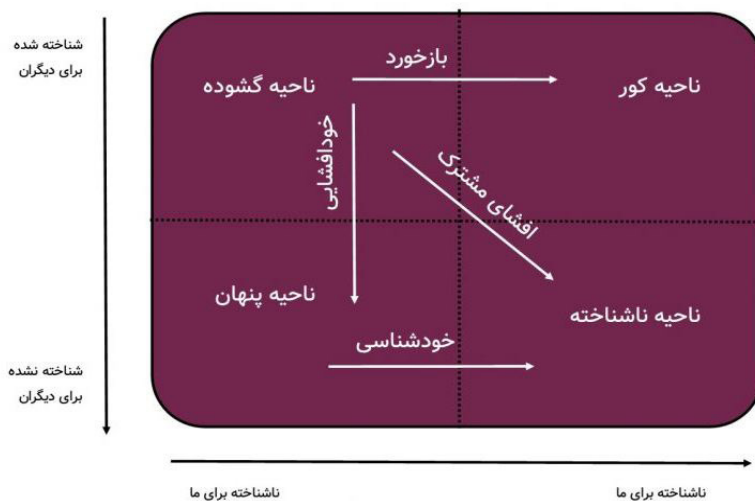 شناخته شده
برای دیگران
ناحیه گشوده
بازخورد
ناحیه کور
خودافشایی
افشای مشترک
ناحیه پنهان
ناحیه ناشناخته
خودشناسی
شناخته نشده
برای دیگران
ناشناخته برای ما
ناشناخته برای ما